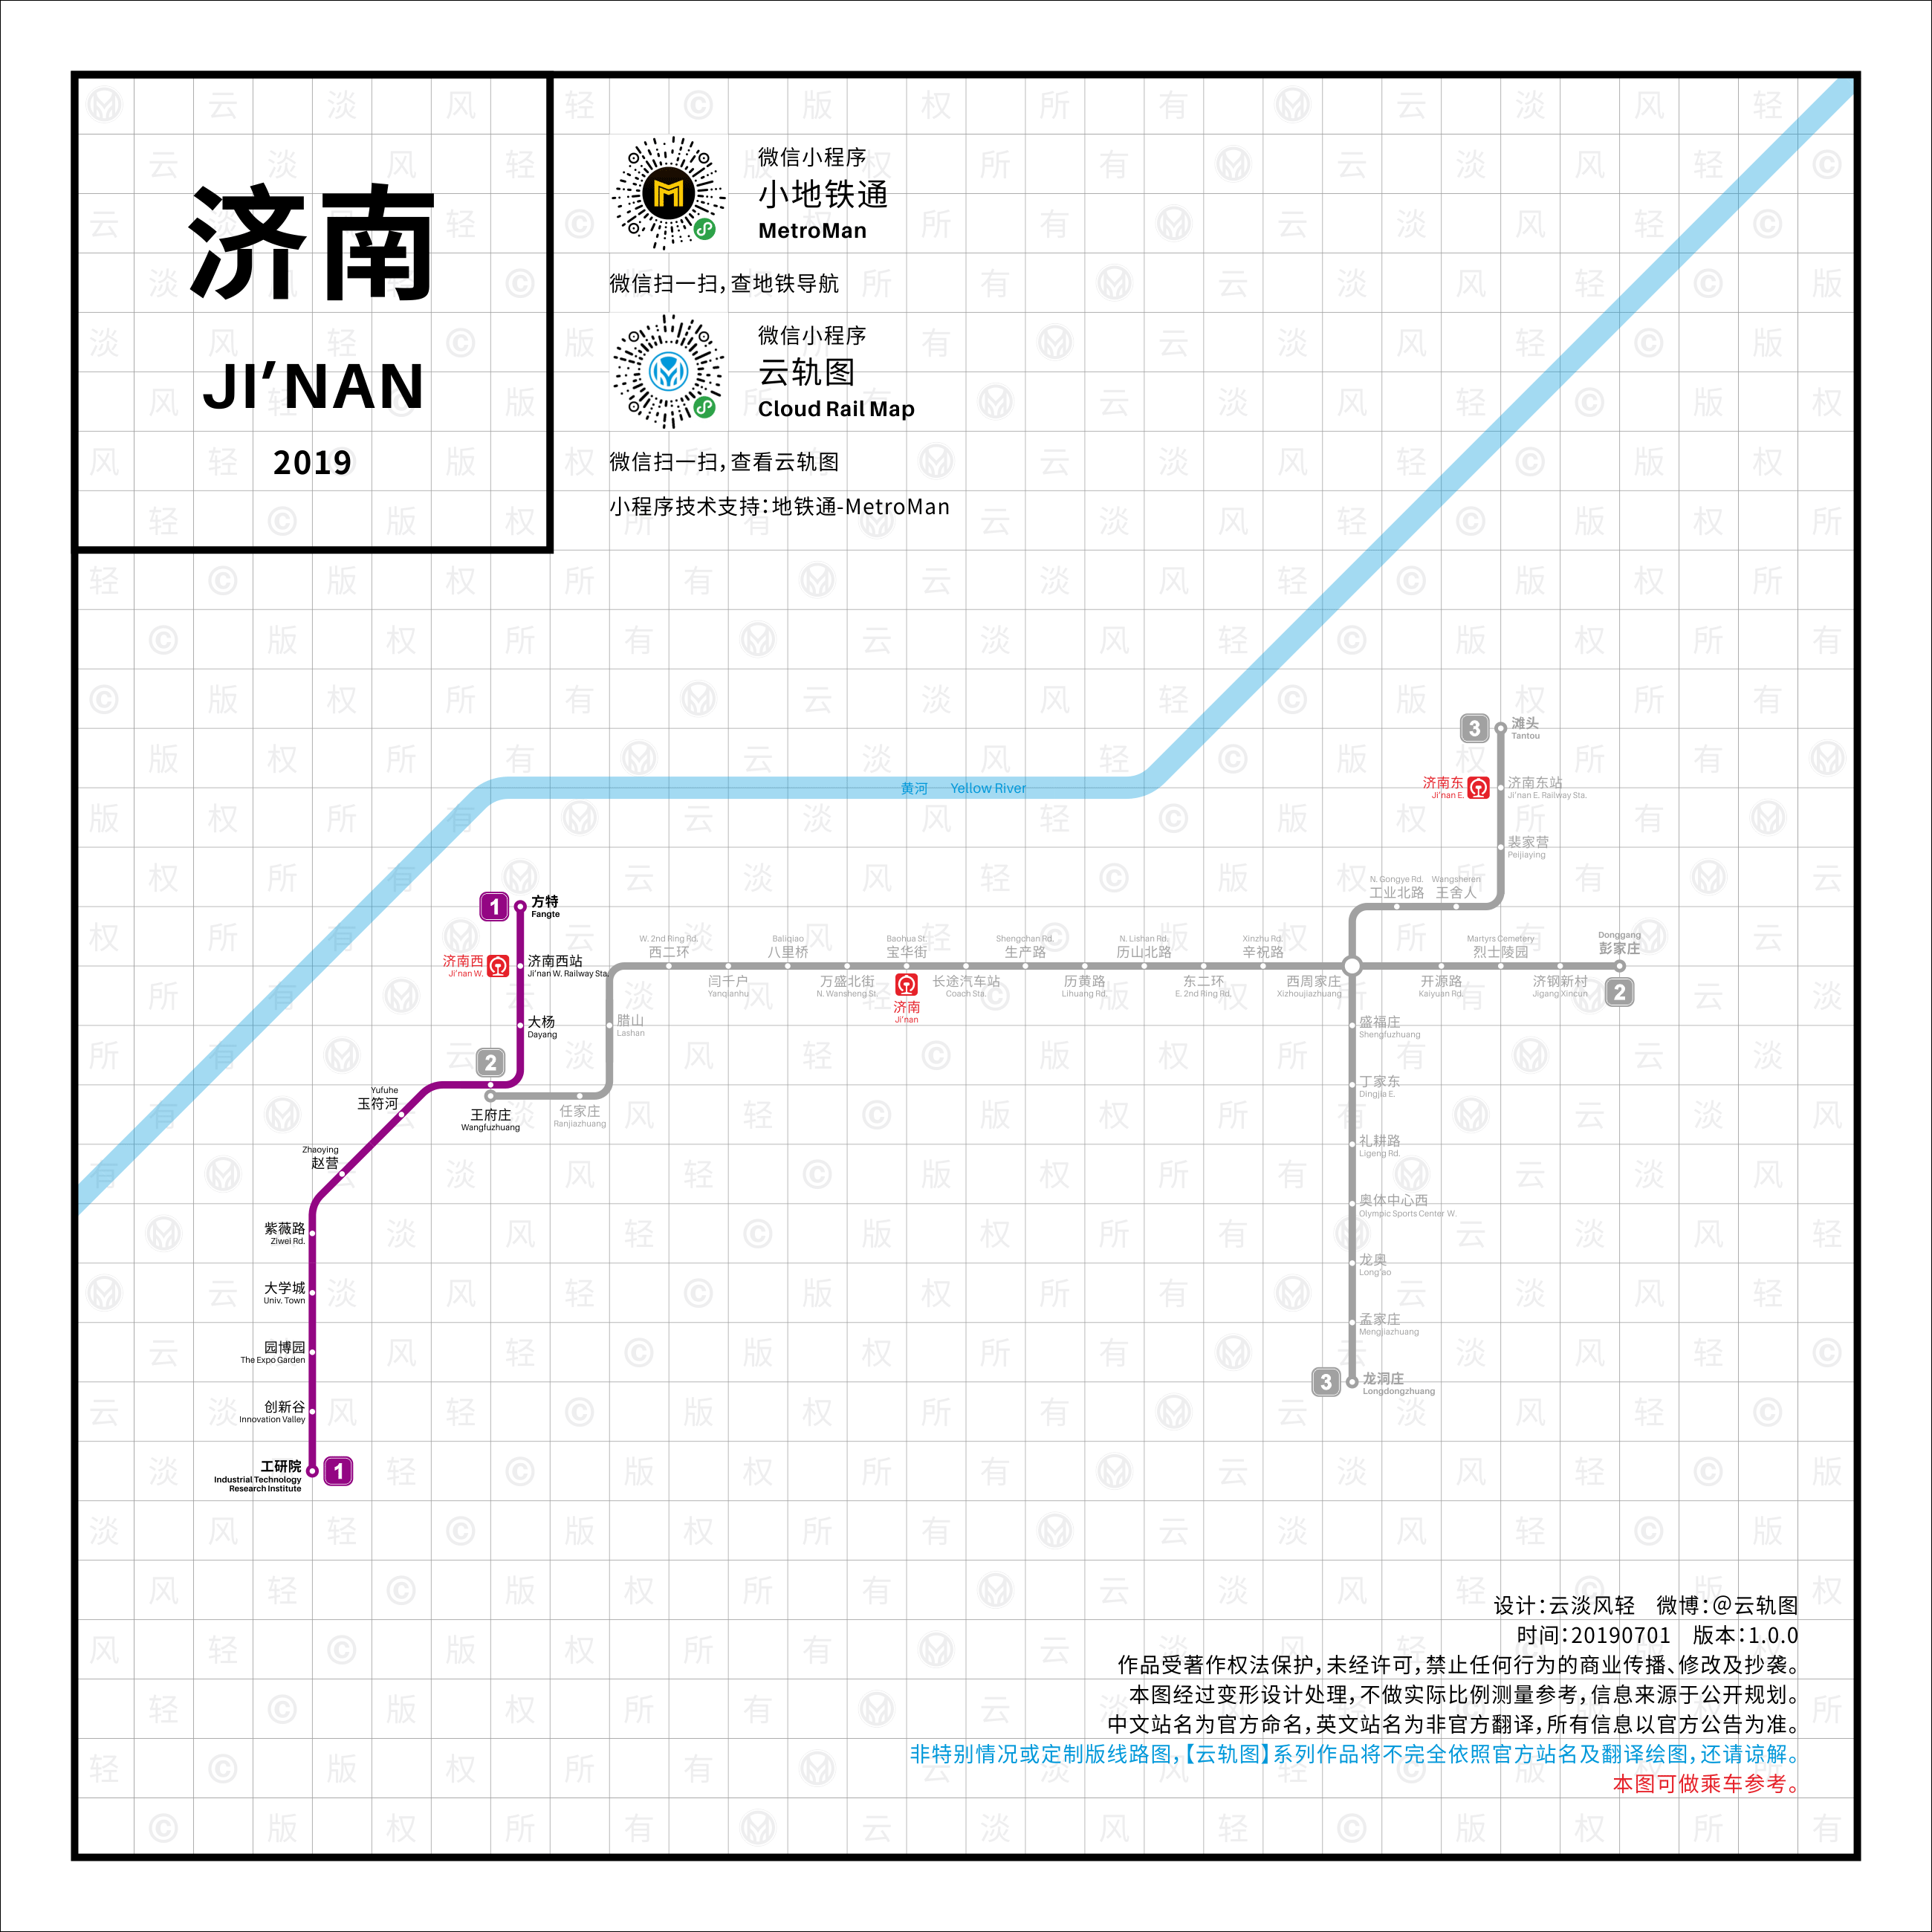 济南
JI'NAN
2019
微信小程序
小地铁通
MetroMan
微信扫一扫，查地铁导航
微信小程序
云轨图
Cloud Rail Map
微信扫一扫，查看云轨图
小程序技术支持：地铁通-MetroMan
黄河 Yellow River
3
滩头
Tantou
济南东
Ji'nan E.
济南东站
Ji'nan E. Railway Sta.
裴家营
Peijiaying
N. Gongye Rd.
工业北路
Wangsheren
王舍人
1
方特
Fangte
济南西
Ji'nan W.
济南西站
Ji'nan W. Railway Sta.
大杨
Dayang
2
王府庄
Wangfuzhuang
任家庄
Ranjiazhuang
腊山
Lashan
W. 2nd Ring Rd.
西二环
闫千户
Yanqianhu
Baliqiao
八里桥
万盛北街
N. Wansheng St.
Baohua St.
宝华街
济南
Ji'nan
长途汽车站
Coach Sta.
Shengchan Rd.
生产路
历黄路
Lihuang Rd.
N. Lishan Rd.
历山北路
东二环
E. 2nd Ring Rd.
Xinzhu Rd.
辛祝路
西周家庄
Xizhoujiazhuang
开源路
Kaiyuan Rd.
Martyrs Cemetery
烈士陵园
济钢新村
Jigang Xincun
Donggang
彭家庄
2
盛福庄
Shengfuzhuang
丁家东
Dingjia E.
礼耕路
Ligeng Rd.
奥体中心西
Olympic Sports Center W.
龙奥
Long'ao
孟家庄
Mengjiazhuang
3
龙洞庄
Longdongzhuang
Yufuhe
玉符河
Zhaoying
赵营
紫薇路
Ziwei Rd.
大学城
Univ. Town
园博园
The Expo Garden
创新谷
Innovation Valley
工研院
Industrial Technology
Research Institute
1
设计：云淡风轻 微博：@云轨图
时间：20190701 版本：1.0.0
作品受著作权法保护，未经许可，禁止任何行为的商业传播、修改及抄袭。
本图经过变形设计处理，不做实际比例测量参考，信息来源于公开规划。
中文站名为官方命名，英文站名为非官方翻译，所有信息以官方公告为准。
非特别情况或定制版线路图，【云轨图】系列作品将不完全依照官方站名及翻译绘图，还请谅解。
本图可做乘车参考。